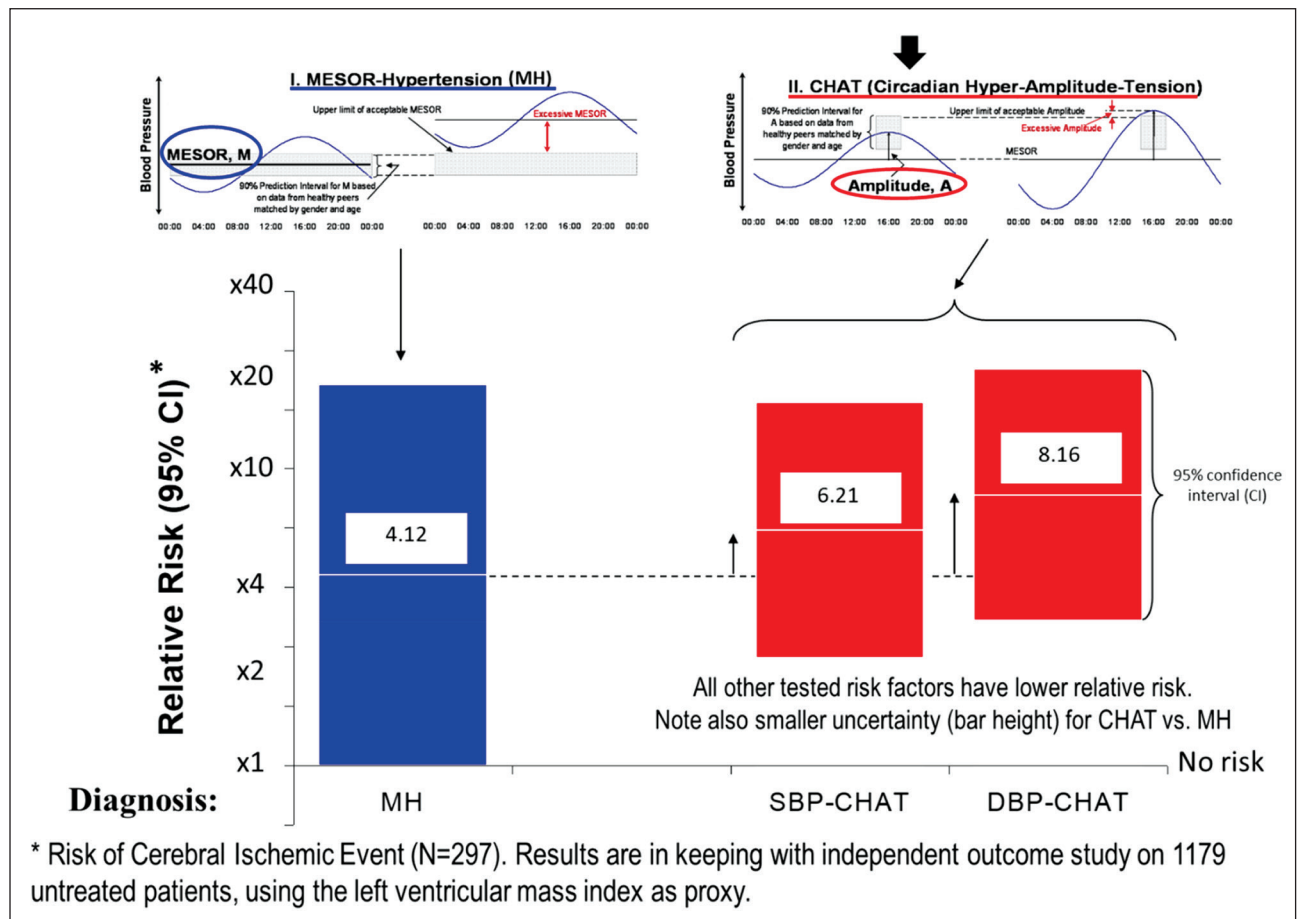 I. MESOR-Hypertension (MH)
Blood Pressure
Upper limit of acceptable MESOR
Excessive MESOR
MESOR, M
90% Prediction Interval for M based
on data from healthy peers
matched by gender and age
00:00 04:00 08:00 12:00 16:00 20:00 00:00
00:00 04:00 08:00 12:00 16:00 20:00 00:00
II. CHAT (Circadian Hyper-Amplitude-Tension)
Blood Pressure
90% Prediction Interval for
A based on data from
healthy peers matched by
gender and age
Upper limit of acceptable Amplitude
Excessive Amplitude
MESOR
Amplitude, A
00:00 04:00 08:00 12:00 16:00 20:00 00:00
00:00 04:00 08:00 12:00 16:00 20:00 00:00
Relative Risk (95% CI)*
x40
x20
x10
x4
x2
x1
4.12
6.21
8.16
95% confidence
interval (CI)
All other tested risk factors have lower relative risk.
Note also smaller uncertainty (bar height) for CHAT vs. MH
No risk
Diagnosis: MH SBP-CHAT DBP-CHAT
* Risk of Cerebral Ischemic Event (N=297). Results are in keeping with independent outcome study on 1179
untreated patients, using the left ventricular mass index as proxy.